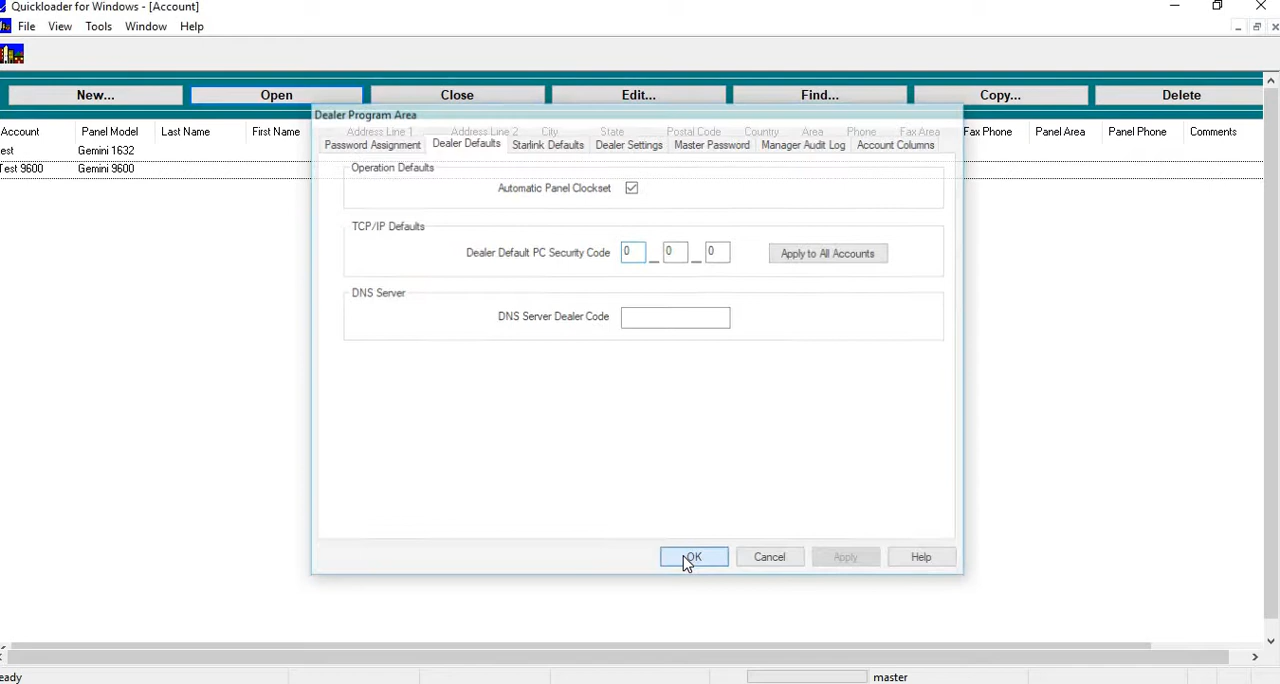 Quickloader for Windows - [Account]
File View Tools Window Help
New... Open Close Edit... Find... Copy... Delete
Dealer Program Area
Account Panel Model Last Name First Name Address Line 1 Address Line 2 City State Postal Code Country Area Phone Fax Area Fax Phone Panel Area Panel Phone Comments
Password Assignment Dealer Defaults Starlink Defaults Dealer Settings Master Password Manager Audit Log Account Columns
est Gemini 1632
Test 9600 Gemini 9600
Operation Defaults
Automatic Panel Clockset
TCP/IP Defaults
Dealer Default PC Security Code 0 _ 0 _ 0 Apply to All Accounts
DNS Server
DNS Server Dealer Code
OK Cancel Apply Help
eady master